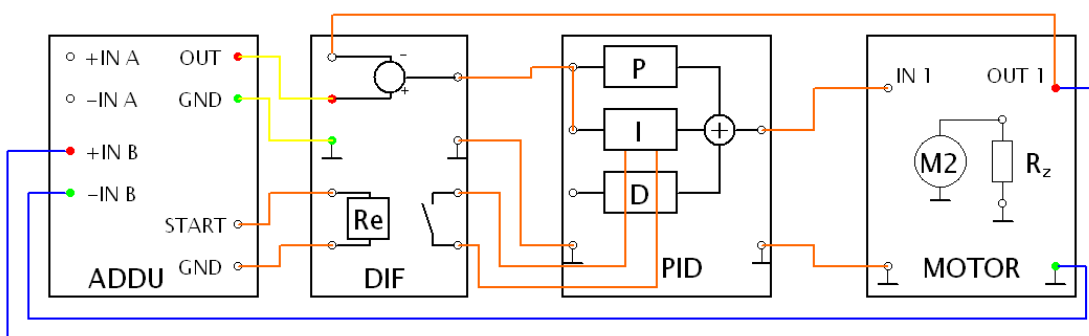 +IN A
OUT
−IN A
GND
+IN B
−IN B
START
GND
ADDU
-
+
Re
DIF
P
I
D
+
PID
IN 1
OUT 1
M2
Rz
MOTOR